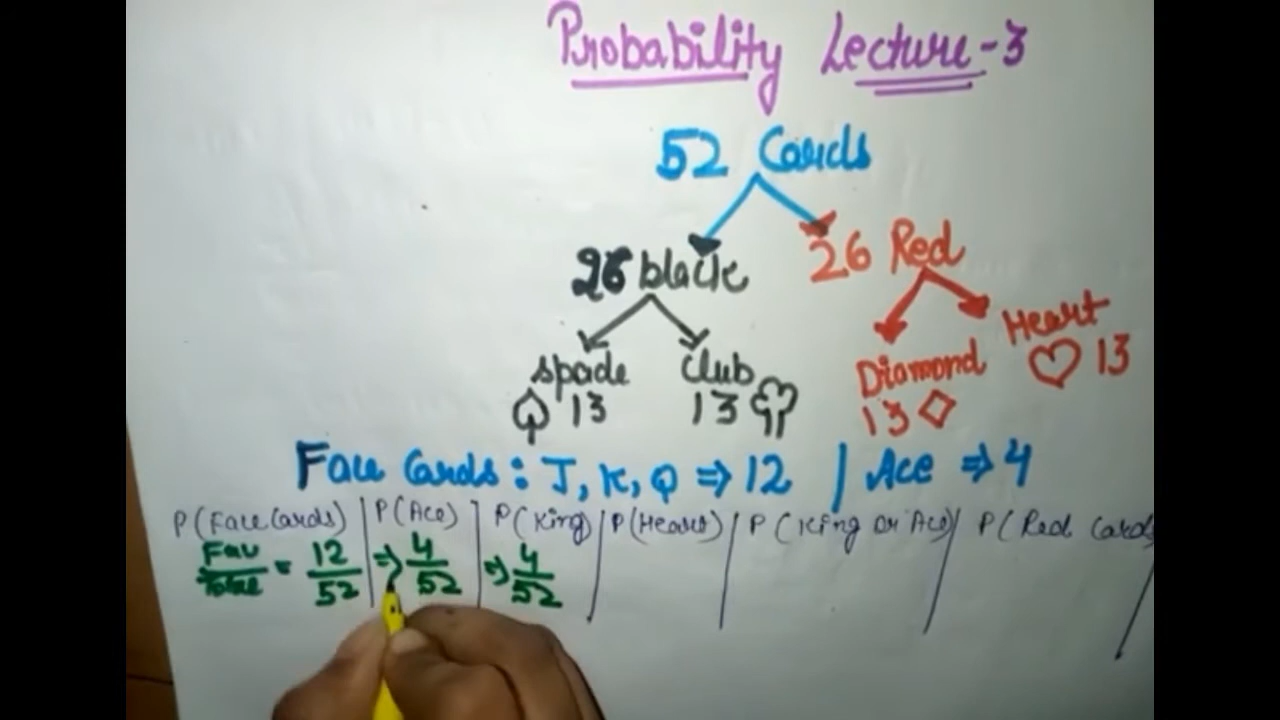 Probability Lecture-3
52 Cards
26 black 26 Red
Spade 13 Club 13 Diamond 13 Heart 13
Face Cards : J, K, Q ⇒ 12 | Ace ⇒ 4
P(Face Cards) | P(Ace) | P(King) | P(Heart) | P(King or Ace) | P(Red Cards
Fav/Total = 12/52 | ⇒ 4/52 | ⇒ 4/52